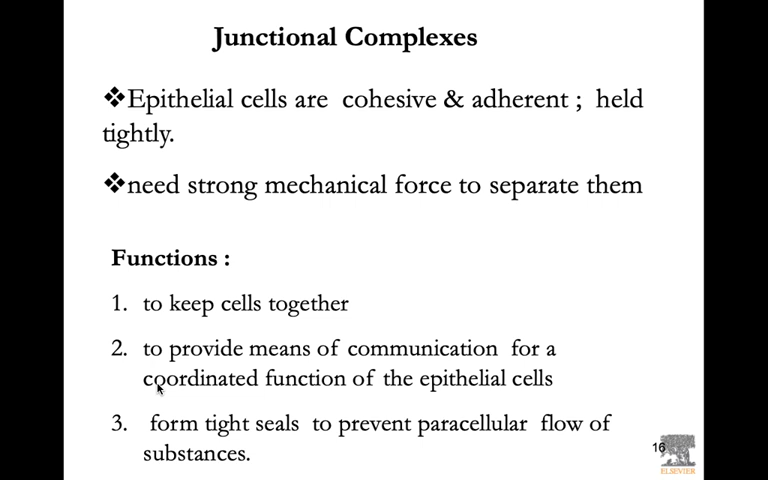 Junctional Complexes
❖Epithelial cells are cohesive & adherent ; held
tightly.
❖need strong mechanical force to separate them
Functions :
1. to keep cells together
2. to provide means of communication for a
coordinated function of the epithelial cells
3. form tight seals to prevent paracellular flow of
substances.
16
ELSEVIER